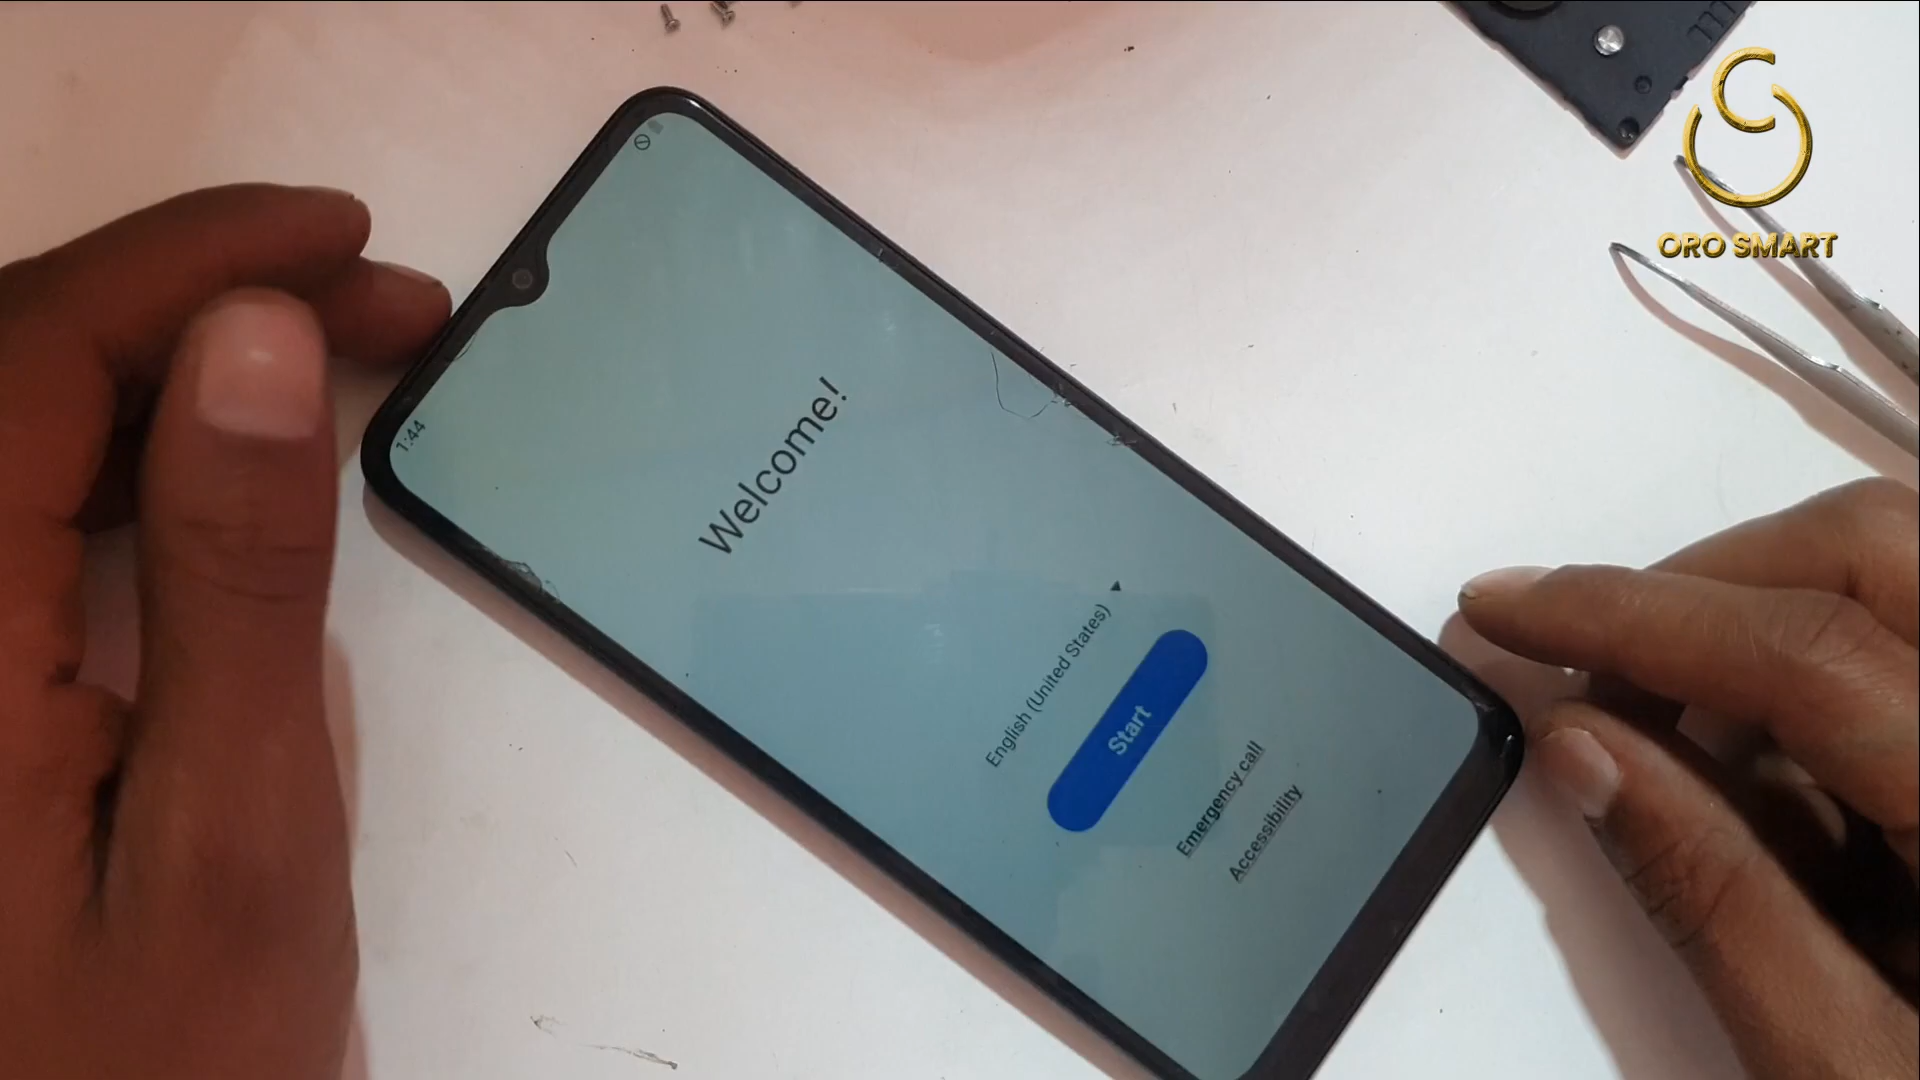 1:44
Welcome!
English (United States)
Start
Emergency call
Accessibility
ORO SMART